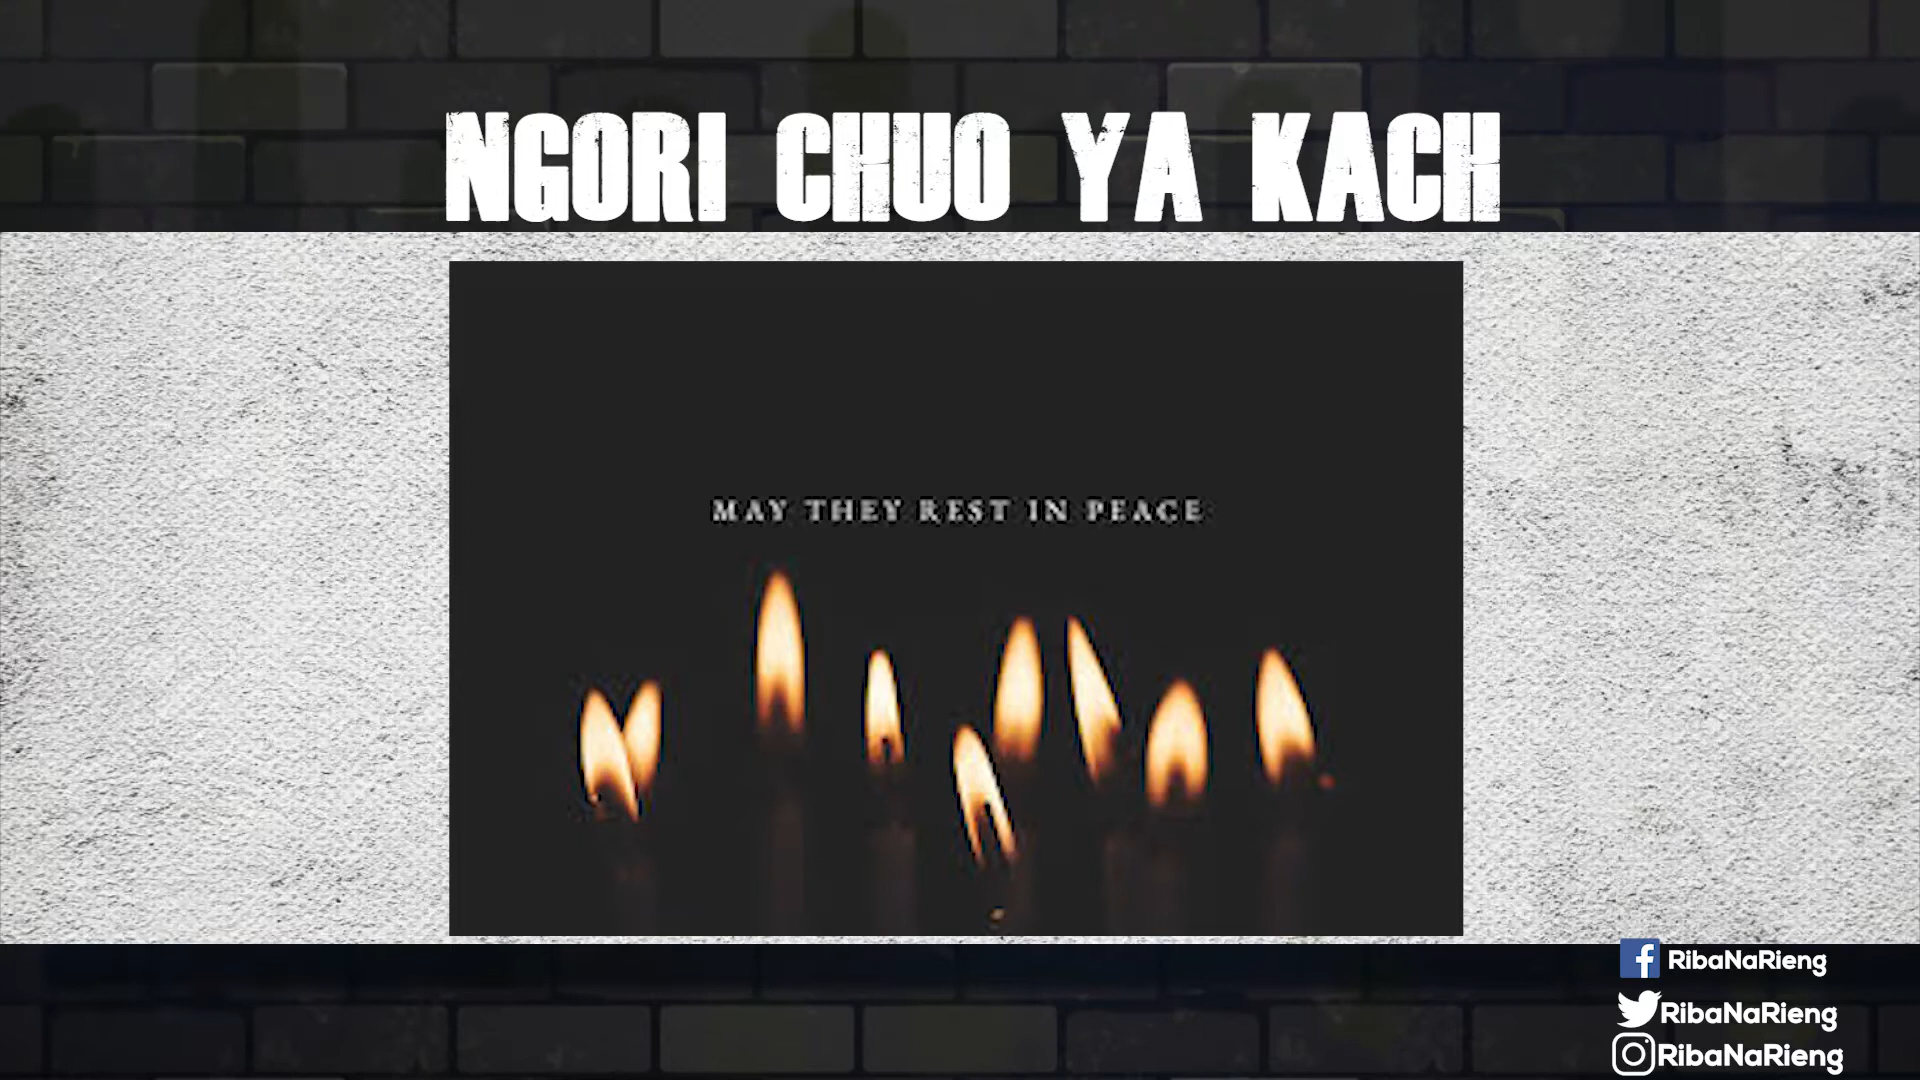 NGORI CHUO YA KACH
MAY THEY REST IN PEACE
RibaNaRieng
RibaNaRieng
RibaNaRieng